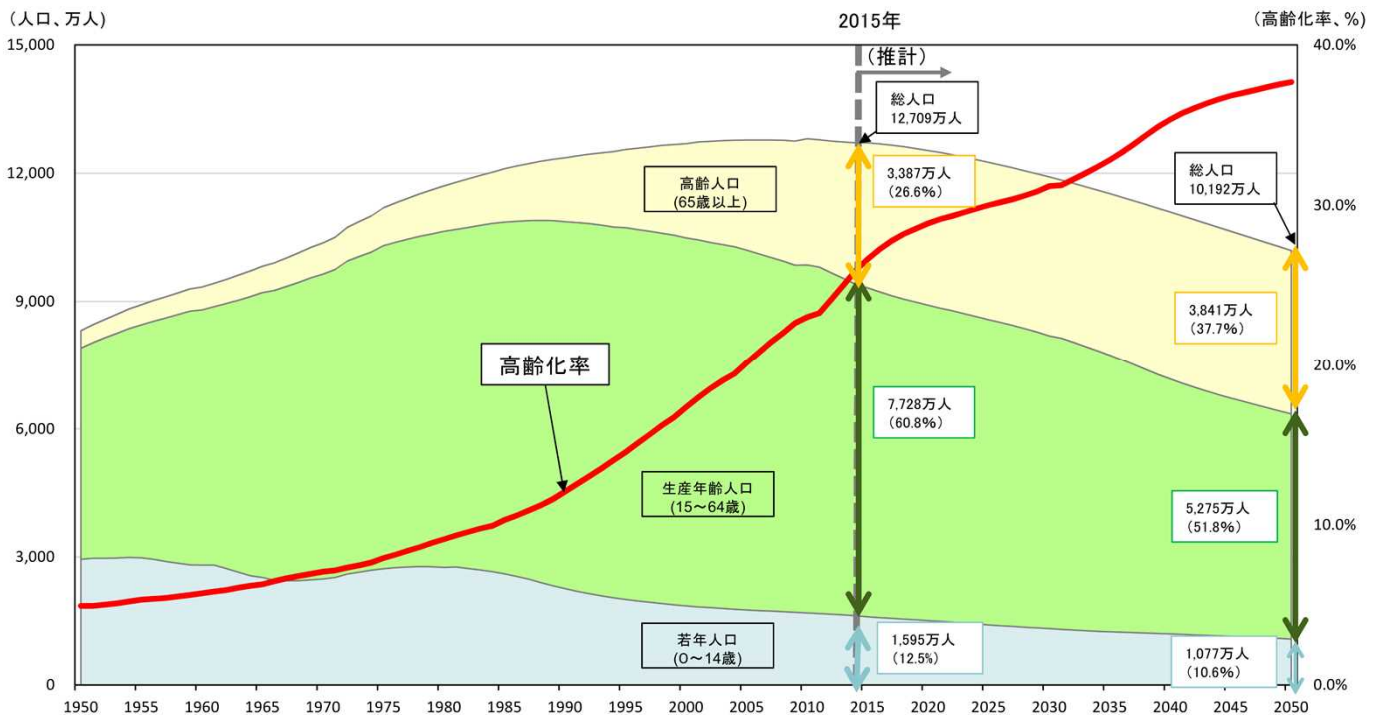 （人口、万人）
2015年
（高齢化率、%）
15,000
12,000
9,000
6,000
3,000
0
40.0%
30.0%
20.0%
10.0%
0.0%
（推計）
総人口
12,709万人
総人口
10,192万人
高齢人口
(65歳以上)
3,387万人
（26.6％）
3,841万人
（37.7％）
高齢化率
7,728万人
（60.8％）
生産年齢人口
(15～64歳)
5,275万人
（51.8％）
若年人口
(0～14歳)
1,595万人
（12.5％）
1,077万人
（10.6％）
1950 1955 1960 1965 1970 1975 1980 1985 1990 1995 2000 2005 2010 2015 2020 2025 2030 2035 2040 2045 2050